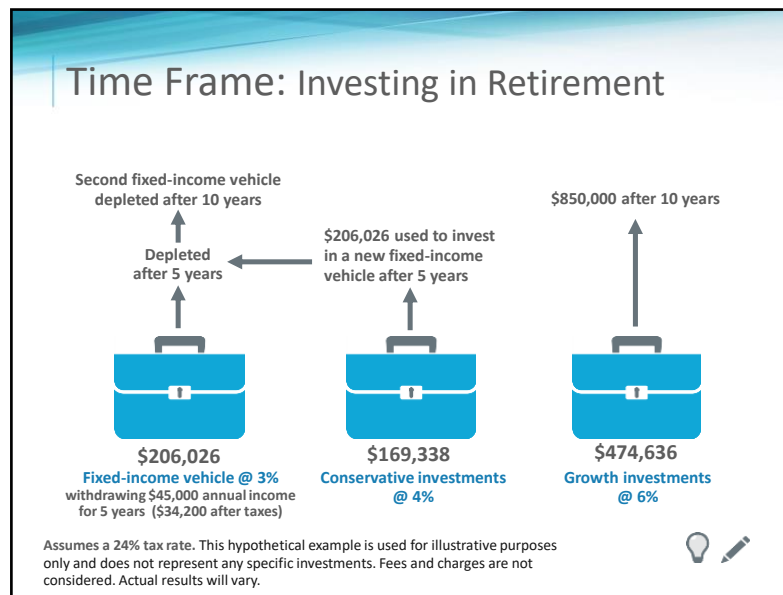 Time Frame: Investing in Retirement
Second fixed-income vehicle
depleted after 10 years
Depleted
after 5 years
$206,026 used to invest
in a new fixed-income
vehicle after 5 years
$850,000 after 10 years
$206,026
Fixed-income vehicle @ 3%
withdrawing $45,000 annual income
for 5 years ($34,200 after taxes)
$169,338
Conservative investments
@ 4%
$474,636
Growth investments
@ 6%
Assumes a 24% tax rate. This hypothetical example is used for illustrative purposes
only and does not represent any specific investments. Fees and charges are not
considered. Actual results will vary.